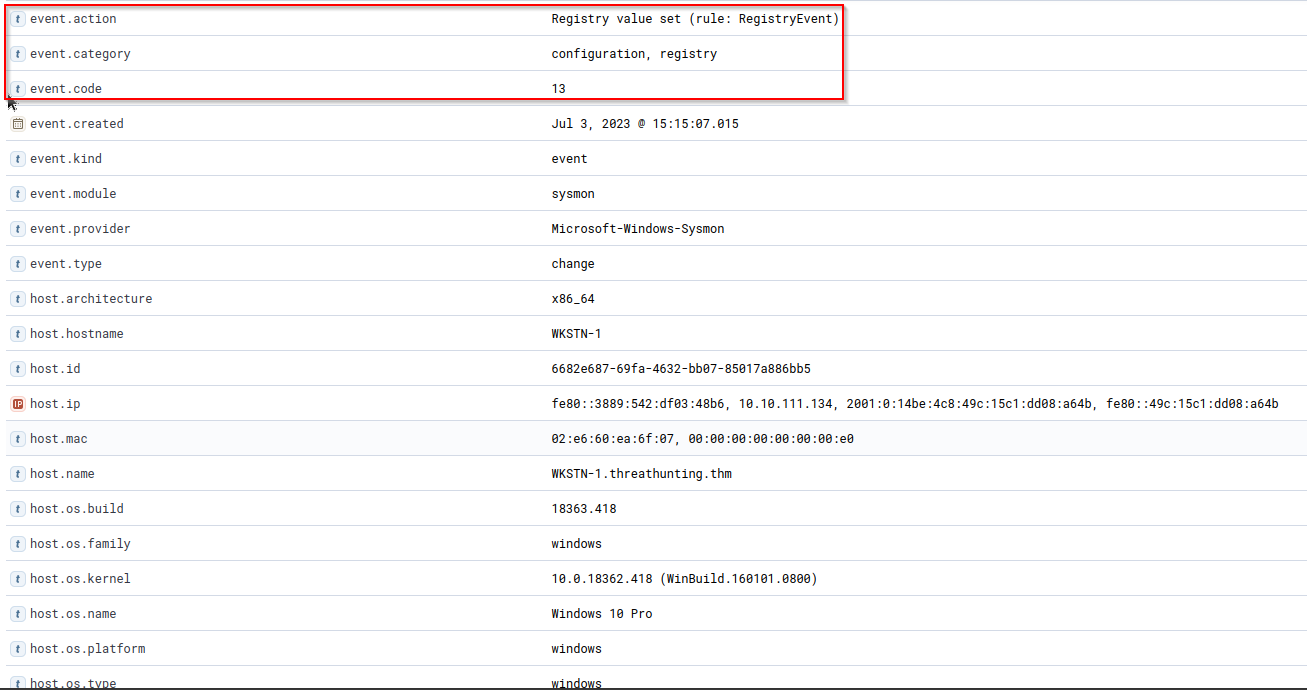 t event.action Registry value set (rule: RegistryEvent)
t event.category configuration, registry
t event.code 13
event.created Jul 3, 2023 @ 15:15:07.015
t event.kind event
t event.module sysmon
t event.provider Microsoft-Windows-Sysmon
t event.type change
t host.architecture x86_64
t host.hostname WKSTN-1
t host.id 6682e687-69fa-4632-bb07-85017a886bb5
IP host.ip fe80::3889:542:df03:48b6, 10.10.111.134, 2001:0:14be:4c8:49c:15c1:dd08:a64b, fe80::49c:15c1:dd08:a64b
t host.mac 02:e6:60:ea:6f:07, 00:00:00:00:00:00:00:e0
t host.name WKSTN-1.threathunting.thm
t host.os.build 18363.418
t host.os.family windows
t host.os.kernel 10.0.18362.418 (WinBuild.160101.0800)
t host.os.name Windows 10 Pro
t host.os.platform windows
t host.os.type windows